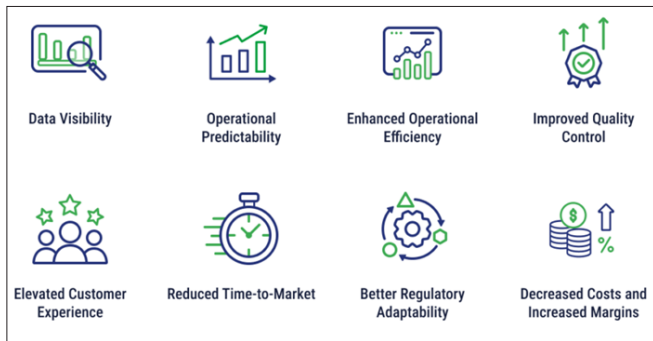 Data Visibility
Operational
Predictability
Enhanced Operational
Efficiency
Improved Quality
Control
$
%
Elevated Customer
Experience
Reduced Time-to-Market
Better Regulatory
Adaptability
Decreased Costs and
Increased Margins